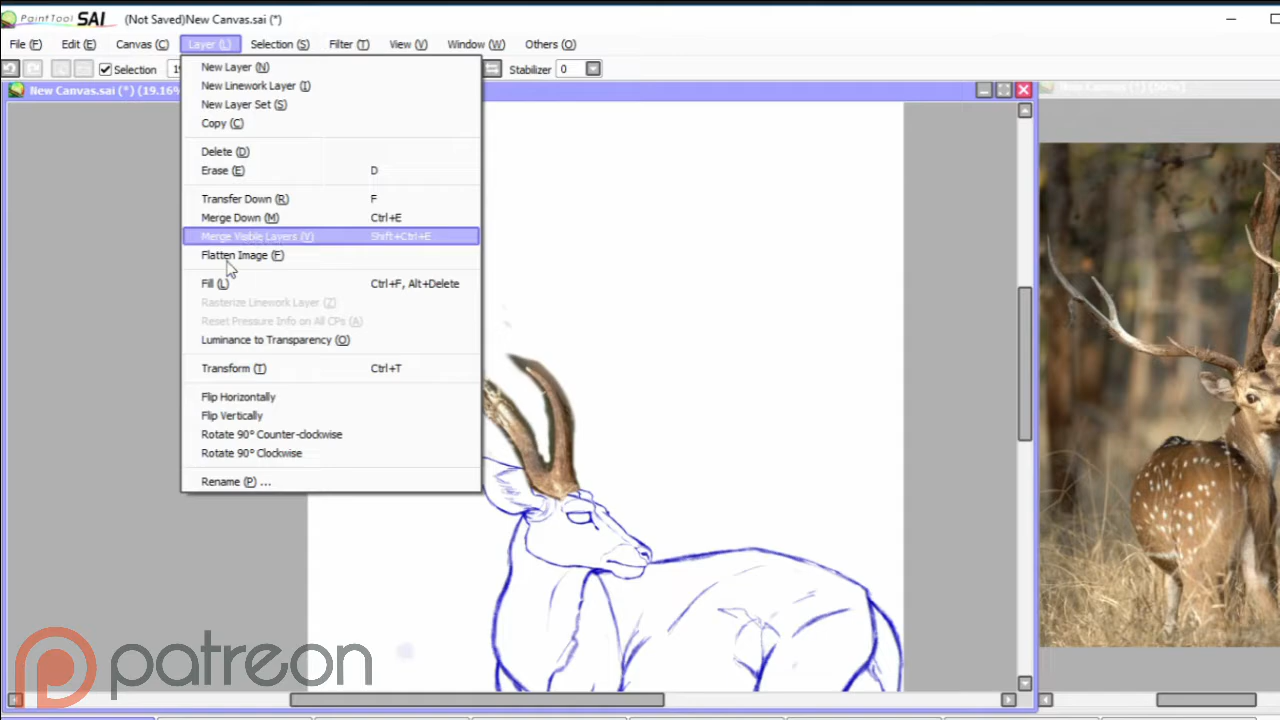 PaintTool SAI (Not Saved)New Canvas.sai (*)
File (F) Edit (E) Canvas (C) Layer (L) Selection (S) Filter (T) View (V) Window (W) Others (O)
Selection Stabilizer 0
New Canvas.sai (*) (19.16%
New Canvas (*) (50%)
New Layer (N)
New Linework Layer (I)
New Layer Set (S)
Copy (C)
Delete (D)
Erase (E) D
Transfer Down (R) F
Merge Down (M) Ctrl+E
Merge Visible Layers (V) Shift+Ctrl+E
Flatten Image (F)
Fill (L) Ctrl+F, Alt+Delete
Rasterize Linework Layer (Z)
Reset Pressure Info on All CPs (A)
Luminance to Transparency (O)
Transform (T) Ctrl+T
Flip Horizontally
Flip Vertically
Rotate 90° Counter-clockwise
Rotate 90° Clockwise
Rename (P) ...
patreon